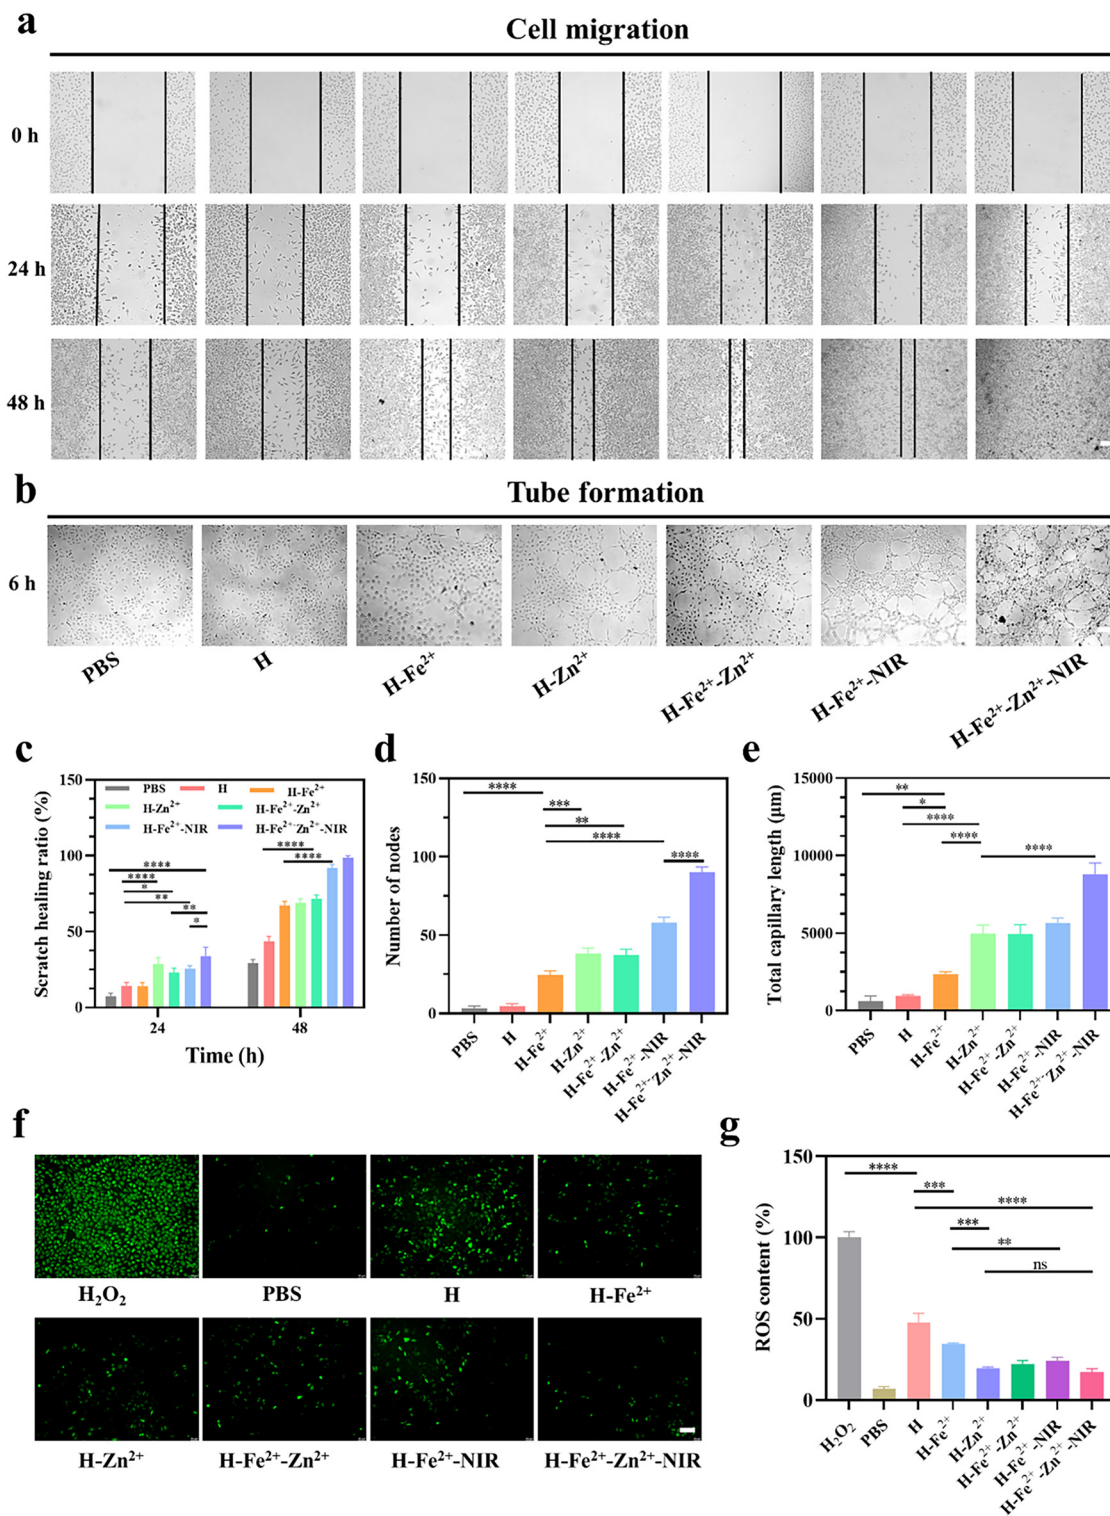 a
Cell migration
0 h
24 h
48 h
b
Tube formation
6 h
PBS
H
H-Fe²⁺
H-Zn²⁺
H-Fe²⁺-Zn²⁺
H-Fe²⁺-NIR
H-Fe²⁺-Zn²⁺-NIR
c
Scratch healing ratio (%)
150
100
50
0
PBS
H
H-Fe²⁺
H-Zn²⁺
H-Fe²⁺-Zn²⁺
H-Fe²⁺-NIR
H-Fe²⁺-Zn²⁺-NIR
****
****
*
**
**
*
****
****
24
48
Time (h)
d
Number of nodes
150
100
50
0
****
***
**
****
****
PBS
H
H-Fe²⁺
H-Zn²⁺
H-Fe²⁺-Zn²⁺
H-Fe²⁺-NIR
H-Fe²⁺-Zn²⁺-NIR
e
Total capillary length (μm)
15000
10000
5000
0
**
*
****
****
****
PBS
H
H-Fe²⁺
H-Zn²⁺
H-Fe²⁺-Zn²⁺
H-Fe²⁺-NIR
H-Fe²⁺-Zn²⁺-NIR
f
H₂O₂
PBS
H
H-Fe²⁺
H-Zn²⁺
H-Fe²⁺-Zn²⁺
H-Fe²⁺-NIR
H-Fe²⁺-Zn²⁺-NIR
g
ROS content (%)
150
100
50
0
****
***
****
***
**
ns
H₂O₂
PBS
H
H-Fe²⁺
H-Zn²⁺
H-Fe²⁺-Zn²⁺
H-Fe²⁺-NIR
H-Fe²⁺-Zn²⁺-NIR